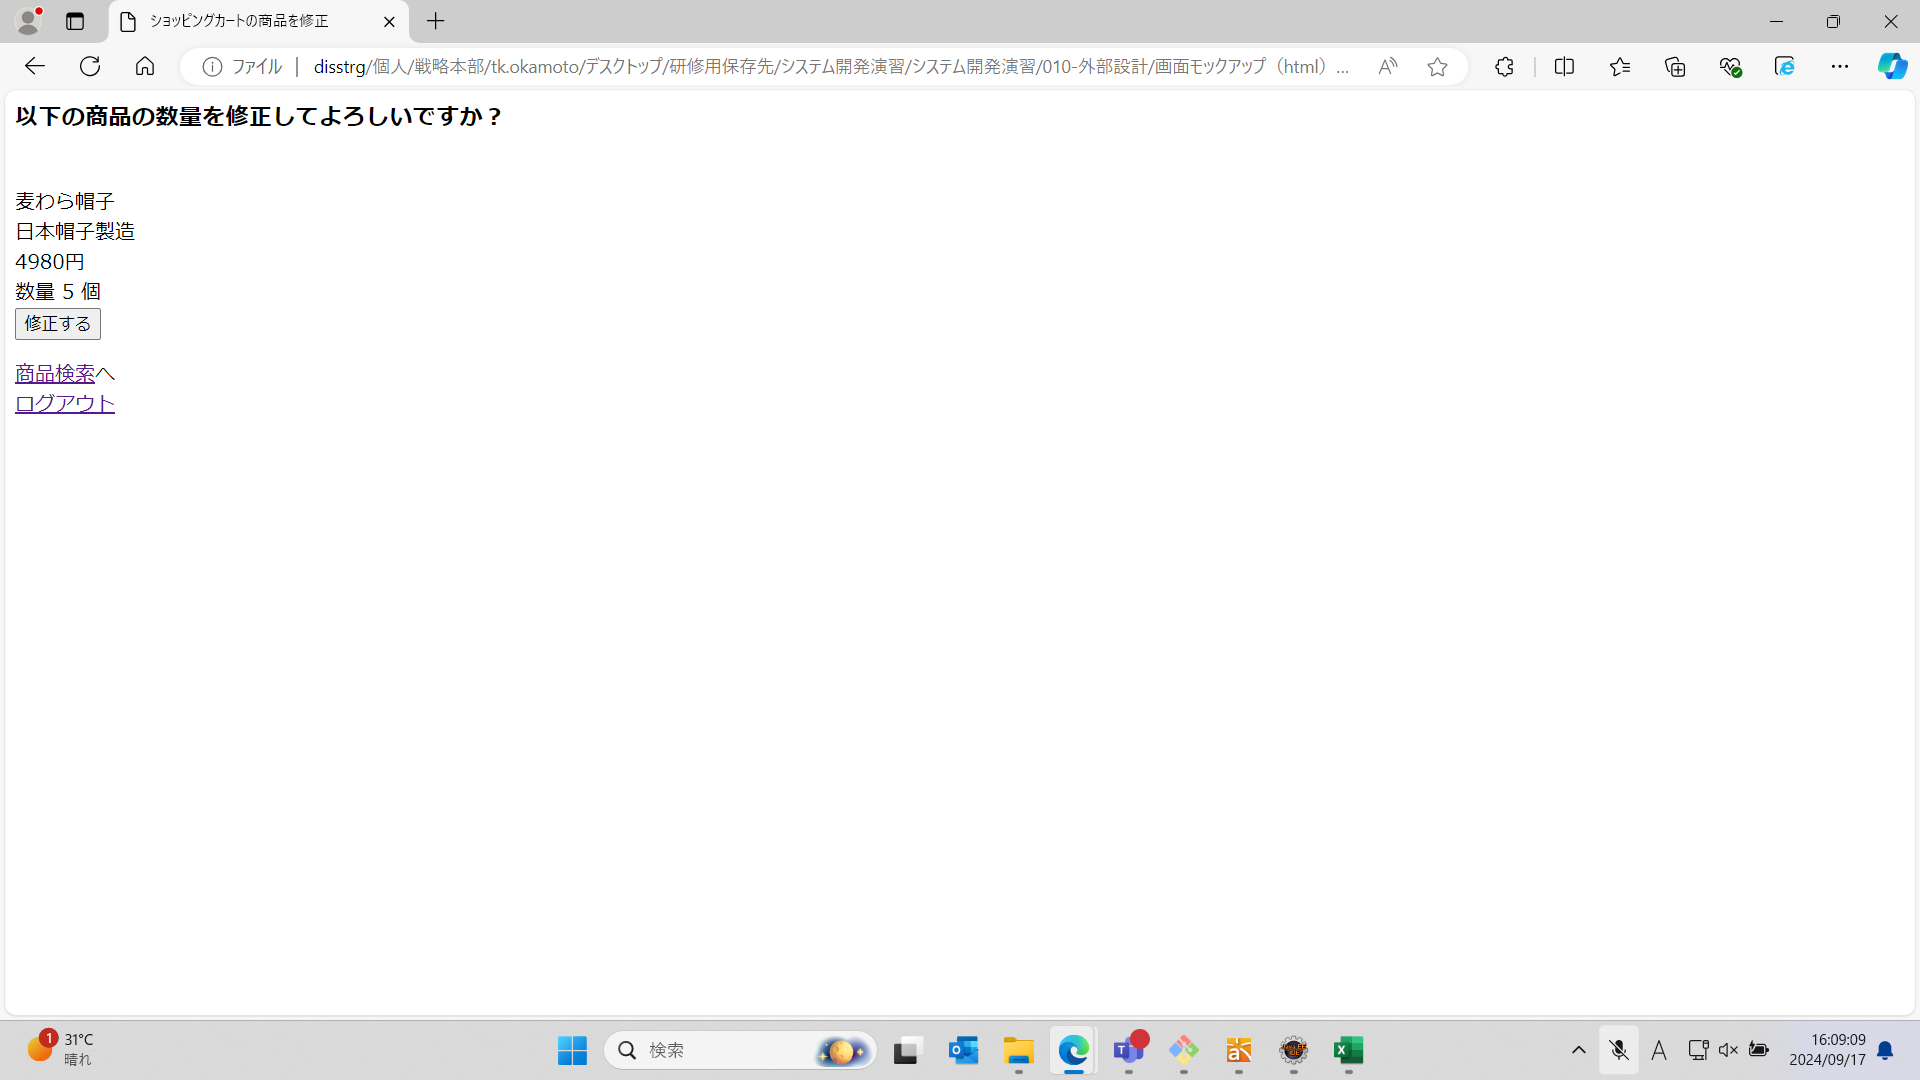 ショッピングカートの商品を修正
ファイル
disstrg/個人/戦略本部/tk.okamoto/デスクトップ/研修用保存先/システム開発演習/システム開発演習/010-外部設計/画面モックアップ（html）...
以下の商品の数量を修正してよろしいですか？
麦わら帽子
日本帽子製造
4980円
数量 5 個
修正する
商品検索へ
ログアウト
1
31°C
晴れ
検索
A
16:09:09
2024/09/17